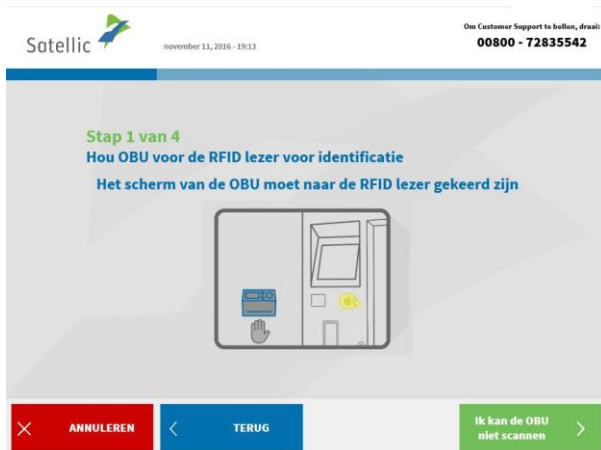 Satellic
november 11, 2016 - 19:13
Om Customer Support te bellen, draai:
00800 - 72835542
Stap 1 van 4
Hou OBU voor de RFID lezer voor identificatie
Het scherm van de OBU moet naar de RFID lezer gekeerd zijn
ANNULEREN
TERUG
Ik kan de OBU
niet scannen